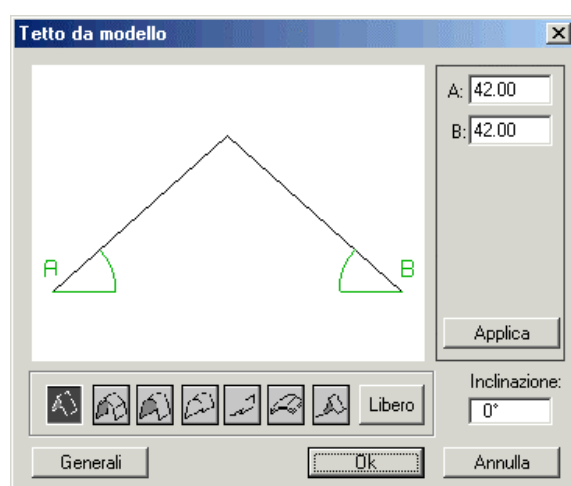 Tetto da modello
A: 42.00
B: 42.00
A
B
Applica
Inclinazione:
0°
Libero
Generali
Ok
Annulla